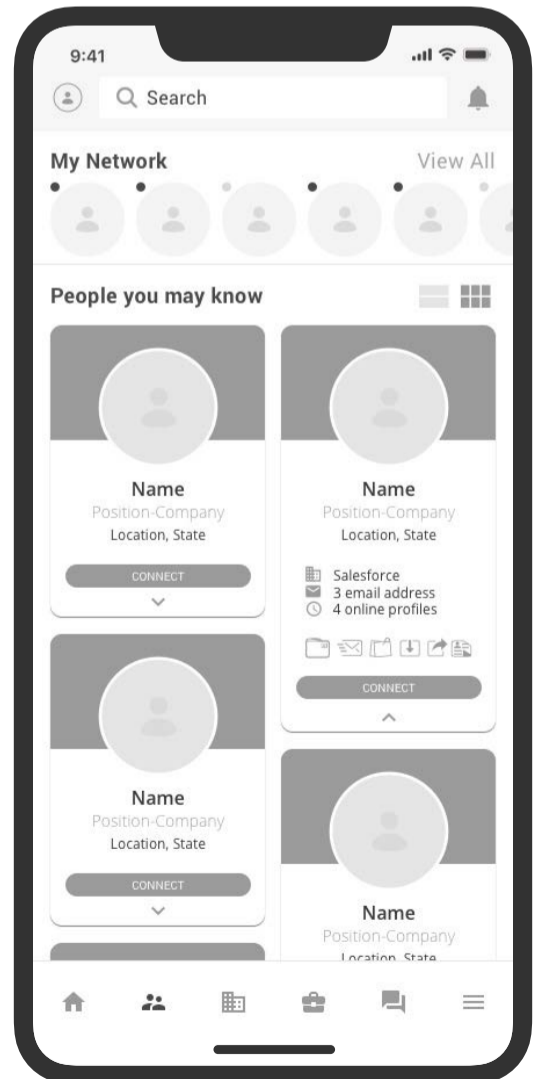 9:41
Search
My Network
View All
People you may know
Name
Position-Company
Location, State
CONNECT
Name
Position-Company
Location, State
Salesforce
3 email address
4 online profiles
CONNECT
Name
Position-Company
Location, State
CONNECT
Name
Position-Company
Location, State